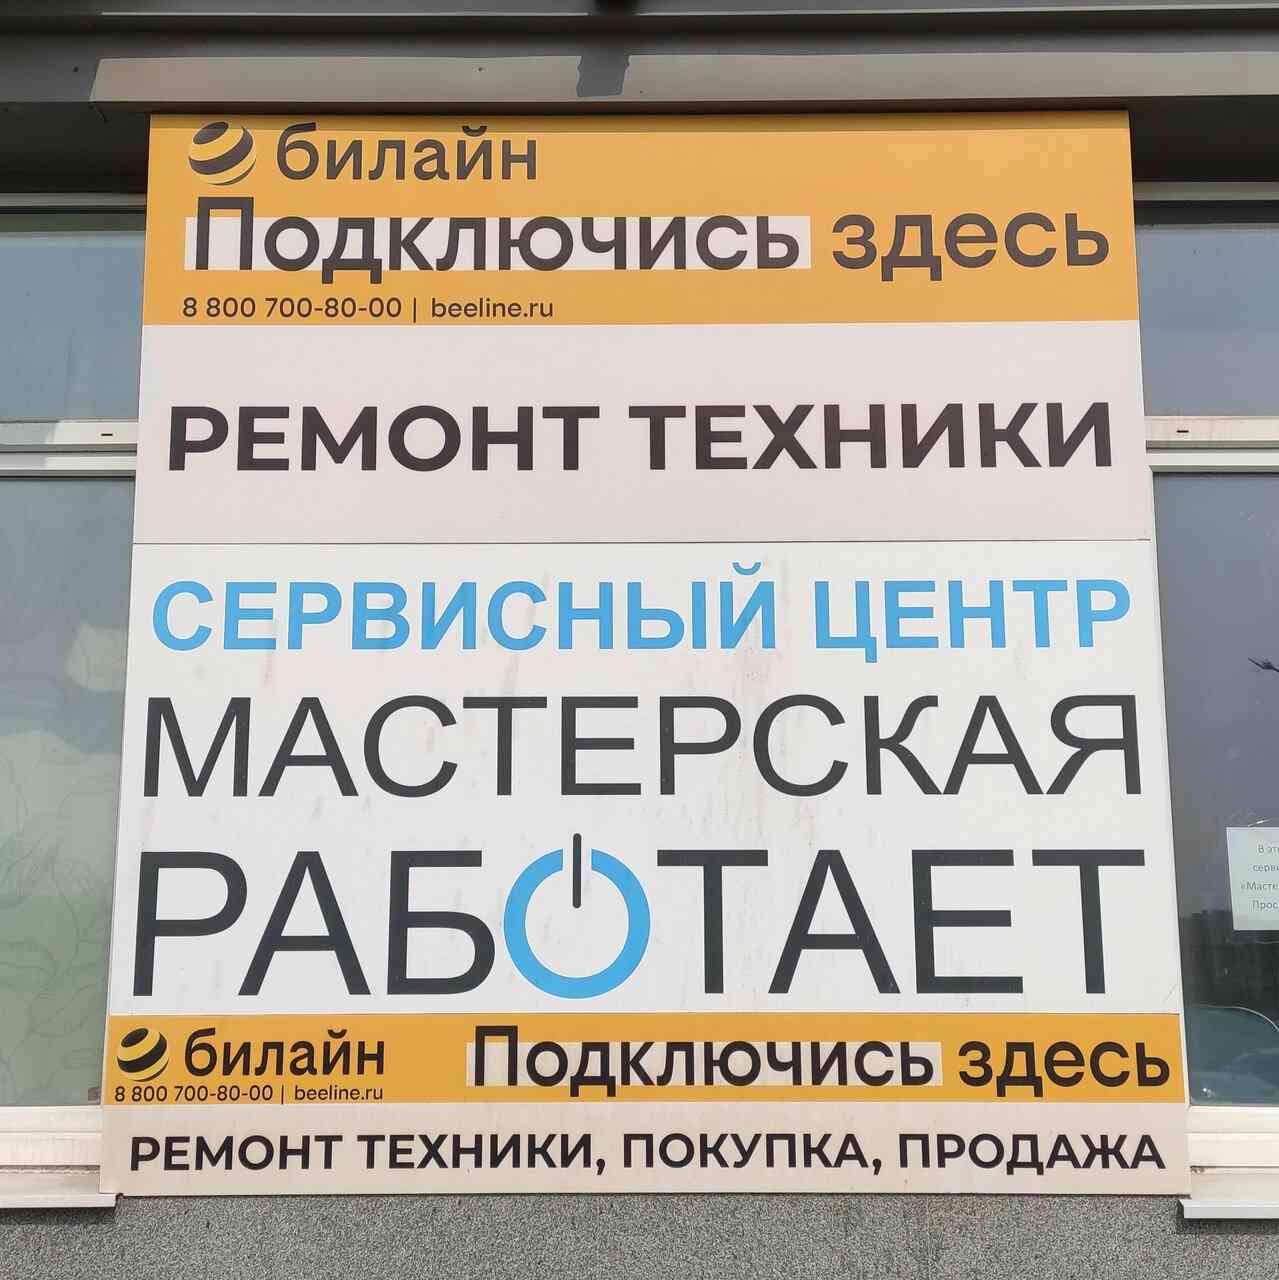 билайн
Подключись здесь
8 800 700-80-00 | beeline.ru
РЕМОНТ ТЕХНИКИ
СЕРВИСНЫЙ ЦЕНТР
МАСТЕРСКАЯ
РАБОТАЕТ
билайн
Подключись здесь
8 800 700-80-00 | beeline.ru
РЕМОНТ ТЕХНИКИ, ПОКУПКА, ПРОДАЖА